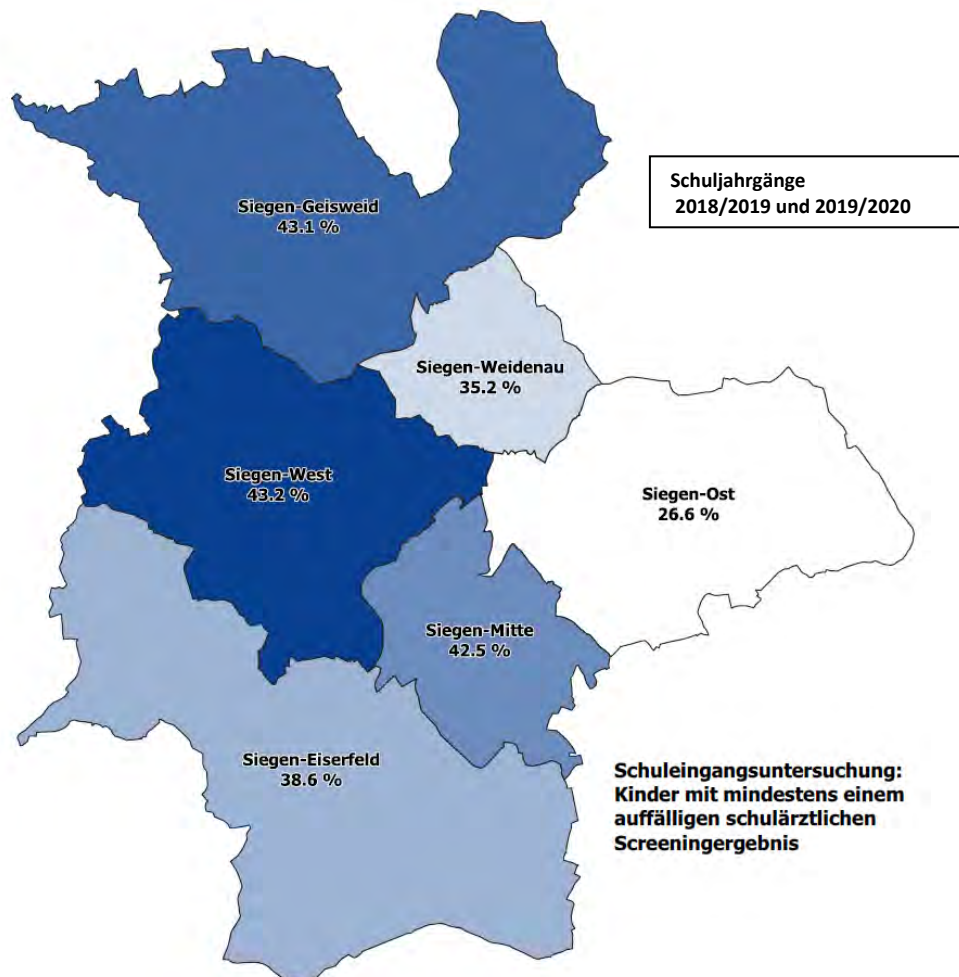 Schuljahrgänge
2018/2019 und 2019/2020
Siegen-Geisweid
43.1 %
Siegen-Weidenau
35.2 %
Siegen-West
43.2 %
Siegen-Ost
26.6 %
Siegen-Mitte
42.5 %
Siegen-Eiserfeld
38.6 %
Schuleingangsuntersuchung:
Kinder mit mindestens einem
auffälligen schulärztlichen
Screeningergebnis